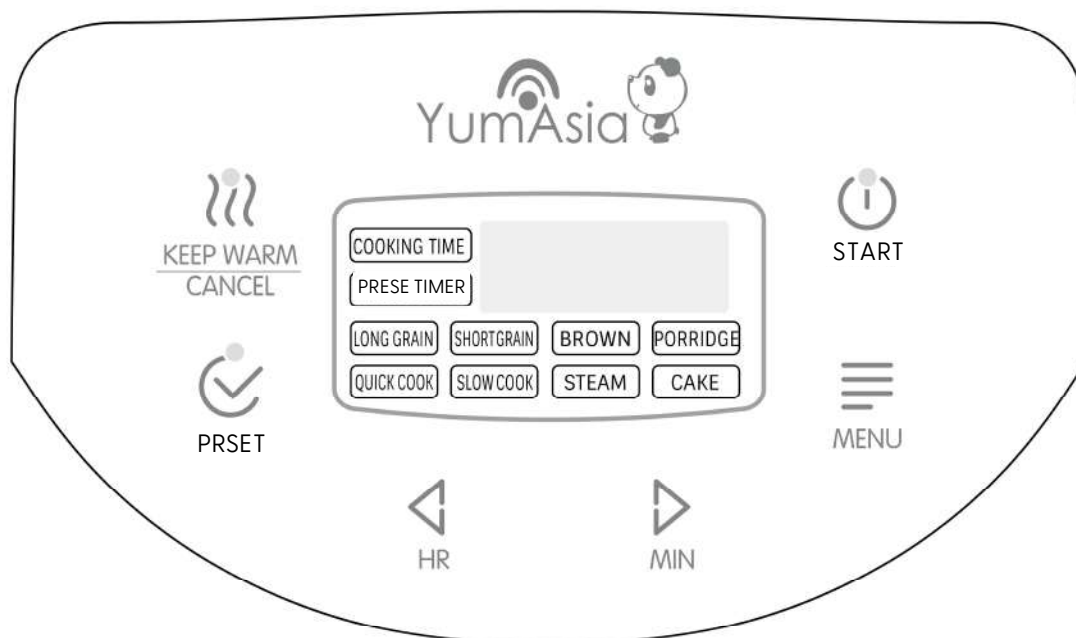 YumAsia
KEEP WARM
CANCEL
START
COOKING TIME
PRESE TIMER
LONG GRAIN SHORTGRAIN BROWN PORRIDGE
QUICK COOK SLOW COOK STEAM CAKE
PRSET
MENU
HR MIN